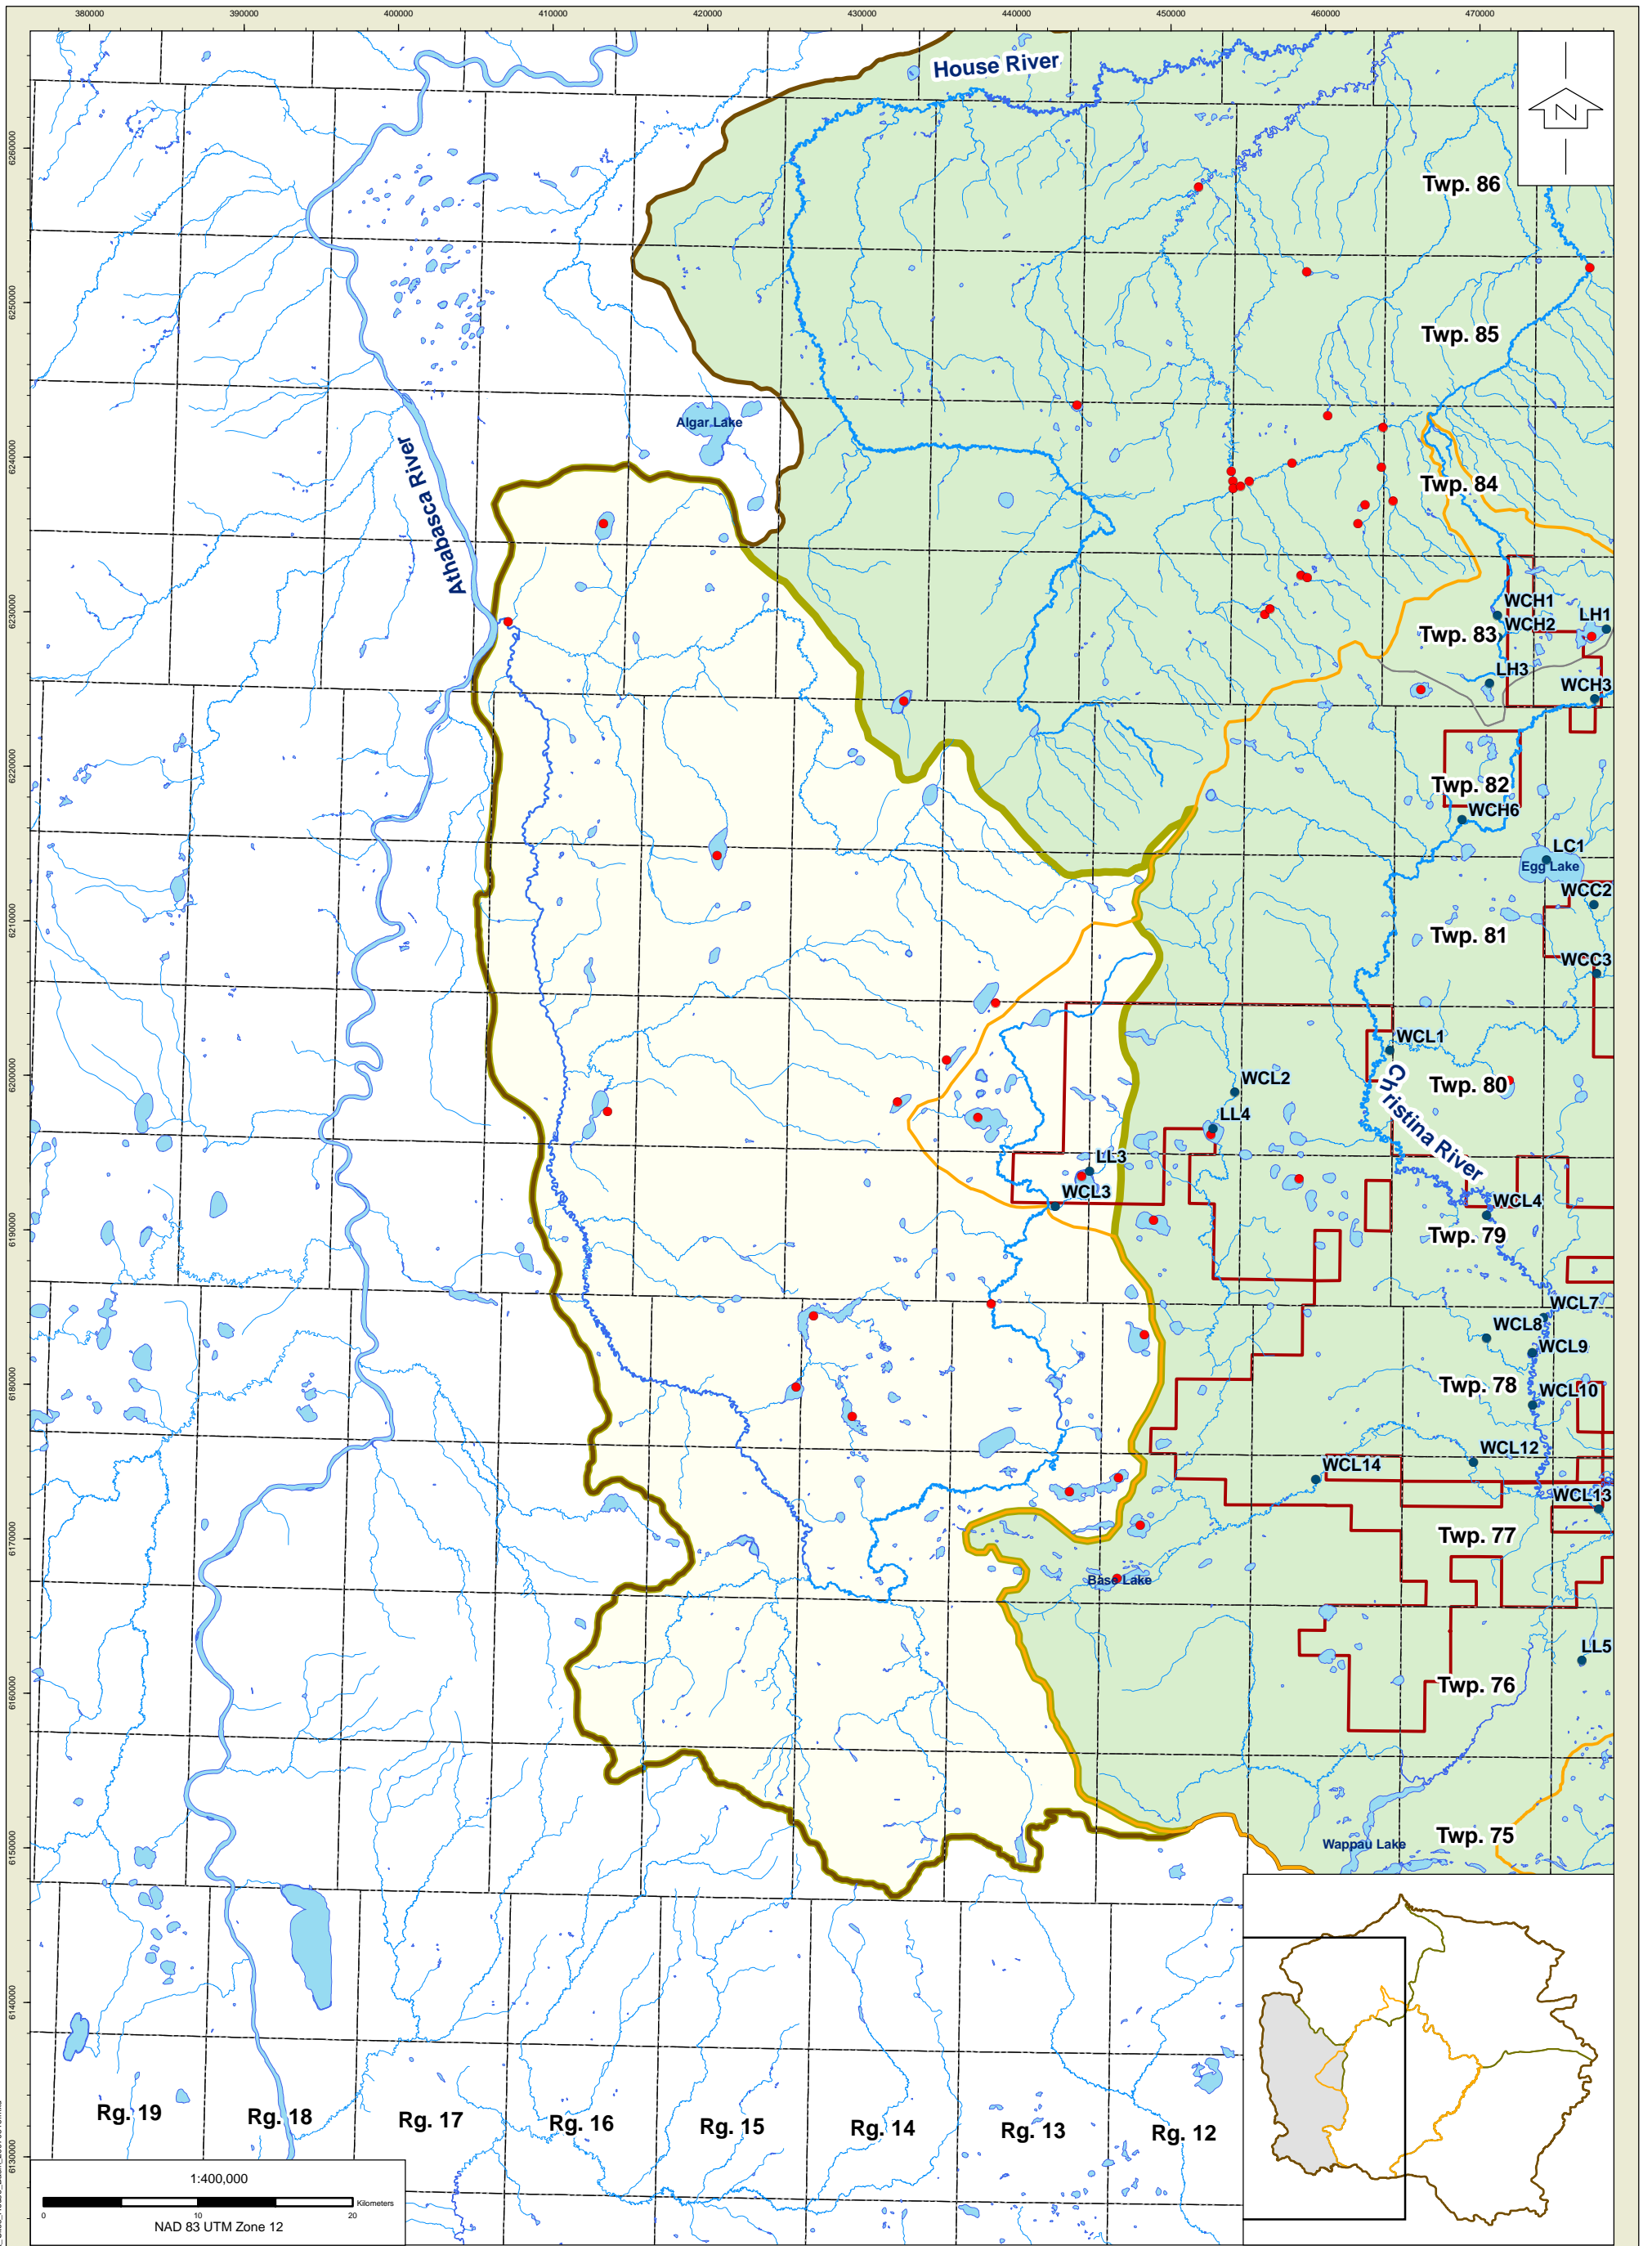 380000 390000 400000 410000 420000 430000 440000 450000 460000 470000
6260000
6250000
6240000
6230000
6220000
6210000
6200000
6190000
6180000
6170000
6160000
6150000
6140000
6130000
House River
N
Twp. 86
Twp. 85
Algar Lake
Athabasca River
Twp. 84
WCH1
LH1
WCH2
Twp. 83
LH3
WCH3
Twp. 82
WCH6
LC1
Egg Lake
WCC2
Twp. 81
WCC3
WCL1
WCL2
Twp. 80
Christina River
LL4
LL3
WCL3
WCL4
Twp. 79
WCL7
WCL8
WCL9
Twp. 78
WCL10
WCL12
WCL14
WCL13
Twp. 77
Base Lake
LL5
Twp. 76
Twp. 75
Wappau Lake
Rg. 19 Rg. 18 Rg. 17 Rg. 16 Rg. 15 Rg. 14 Rg. 13 Rg. 12
1:400,000
Kilometers
0 10 20
NAD 83 UTM Zone 12